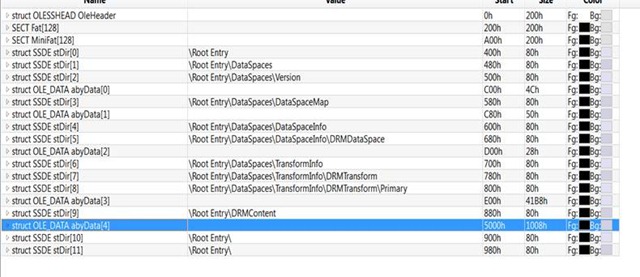 Name Value Start Size Color
struct OLESSHEAD OleHeader 0h 200h Fg: Bg:
SECT Fat[128] 200h 200h Fg: Bg:
SECT MiniFat[128] A00h 200h Fg: Bg:
struct SSDE stDir[0] \Root Entry 400h 80h Fg: Bg:
struct SSDE stDir[1] \Root Entry\DataSpaces 480h 80h Fg: Bg:
struct SSDE stDir[2] \Root Entry\DataSpaces\Version 500h 80h Fg: Bg:
struct OLE_DATA abyData[0] C00h 4Ch Fg: Bg:
struct SSDE stDir[3] \Root Entry\DataSpaces\DataSpaceMap 580h 80h Fg: Bg:
struct OLE_DATA abyData[1] C80h 50h Fg: Bg:
struct SSDE stDir[4] \Root Entry\DataSpaces\DataSpaceInfo 600h 80h Fg: Bg:
struct SSDE stDir[5] \Root Entry\DataSpaces\DataSpaceInfo\DRMDataSpace 680h 80h Fg: Bg:
struct OLE_DATA abyData[2] D00h 28h Fg: Bg:
struct SSDE stDir[6] \Root Entry\DataSpaces\TransformInfo 700h 80h Fg: Bg:
struct SSDE stDir[7] \Root Entry\DataSpaces\TransformInfo\DRMTransform 780h 80h Fg: Bg:
struct SSDE stDir[8] \Root Entry\DataSpaces\TransformInfo\DRMTransform\Primary 800h 80h Fg: Bg:
struct OLE_DATA abyData[3] E00h 41B8h Fg: Bg:
struct SSDE stDir[9] \Root Entry\DRMContent 880h 80h Fg: Bg:
struct OLE_DATA abyData[4] 5000h 1008h Fg: Bg:
struct SSDE stDir[10] \Root Entry\ 900h 80h Fg: Bg:
struct SSDE stDir[11] \Root Entry\ 980h 80h Fg: Bg: